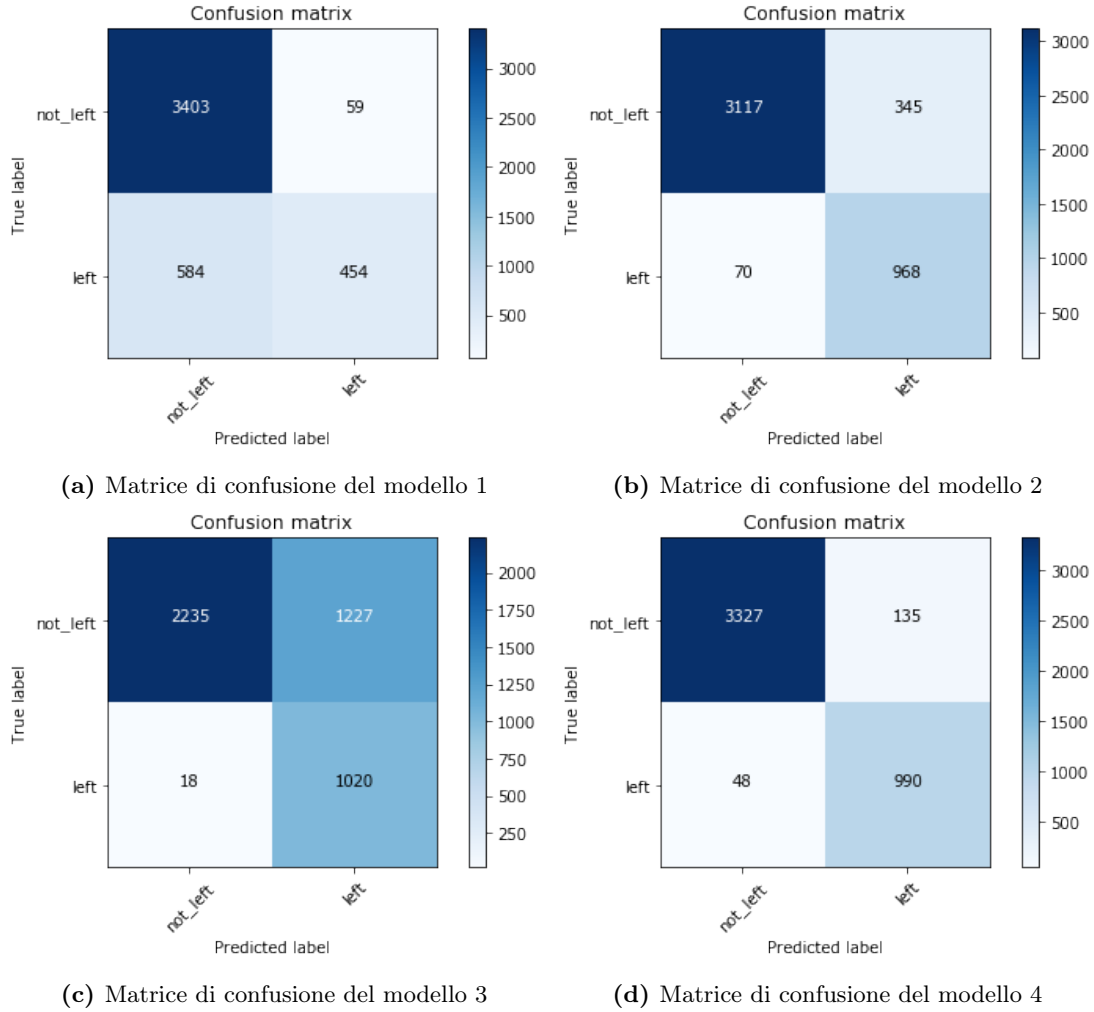 Confusion matrix
not_left
left
True label
3403
59
584
454
not_left
left
Predicted label
3000
2500
2000
1500
1000
500
(a) Matrice di confusione del modello 1
Confusion matrix
not_left
left
True label
3117
345
70
968
not_left
left
Predicted label
3000
2500
2000
1500
1000
500
(b) Matrice di confusione del modello 2
Confusion matrix
not_left
left
True label
2235
1227
18
1020
not_left
left
Predicted label
2000
1750
1500
1250
1000
750
500
250
(c) Matrice di confusione del modello 3
Confusion matrix
not_left
left
True label
3327
135
48
990
not_left
left
Predicted label
3000
2500
2000
1500
1000
500
(d) Matrice di confusione del modello 4